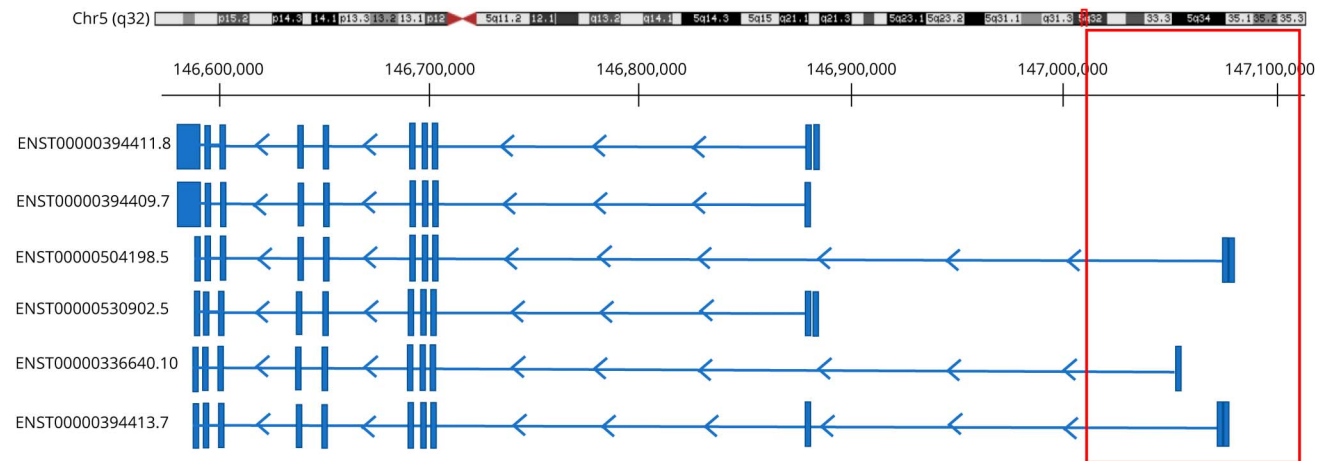 Chr5 (q32) p15.2 p14.3 14.1 p13.3 13.2 13.1 p12 5q11.2 12.1 q13.2 q14.1 5q14.3 5q15 q21.1 q21.3 5q23.1 5q23.2 5q31.1 q31.3 5q32 33.3 5q34 35.1 35.2 35.3
146,600,000 146,700,000 146,800,000 146,900,000 147,000,000 147,100,000
ENST00000394411.8
ENST00000394409.7
ENST00000504198.5
ENST00000530902.5
ENST00000336640.10
ENST00000394413.7